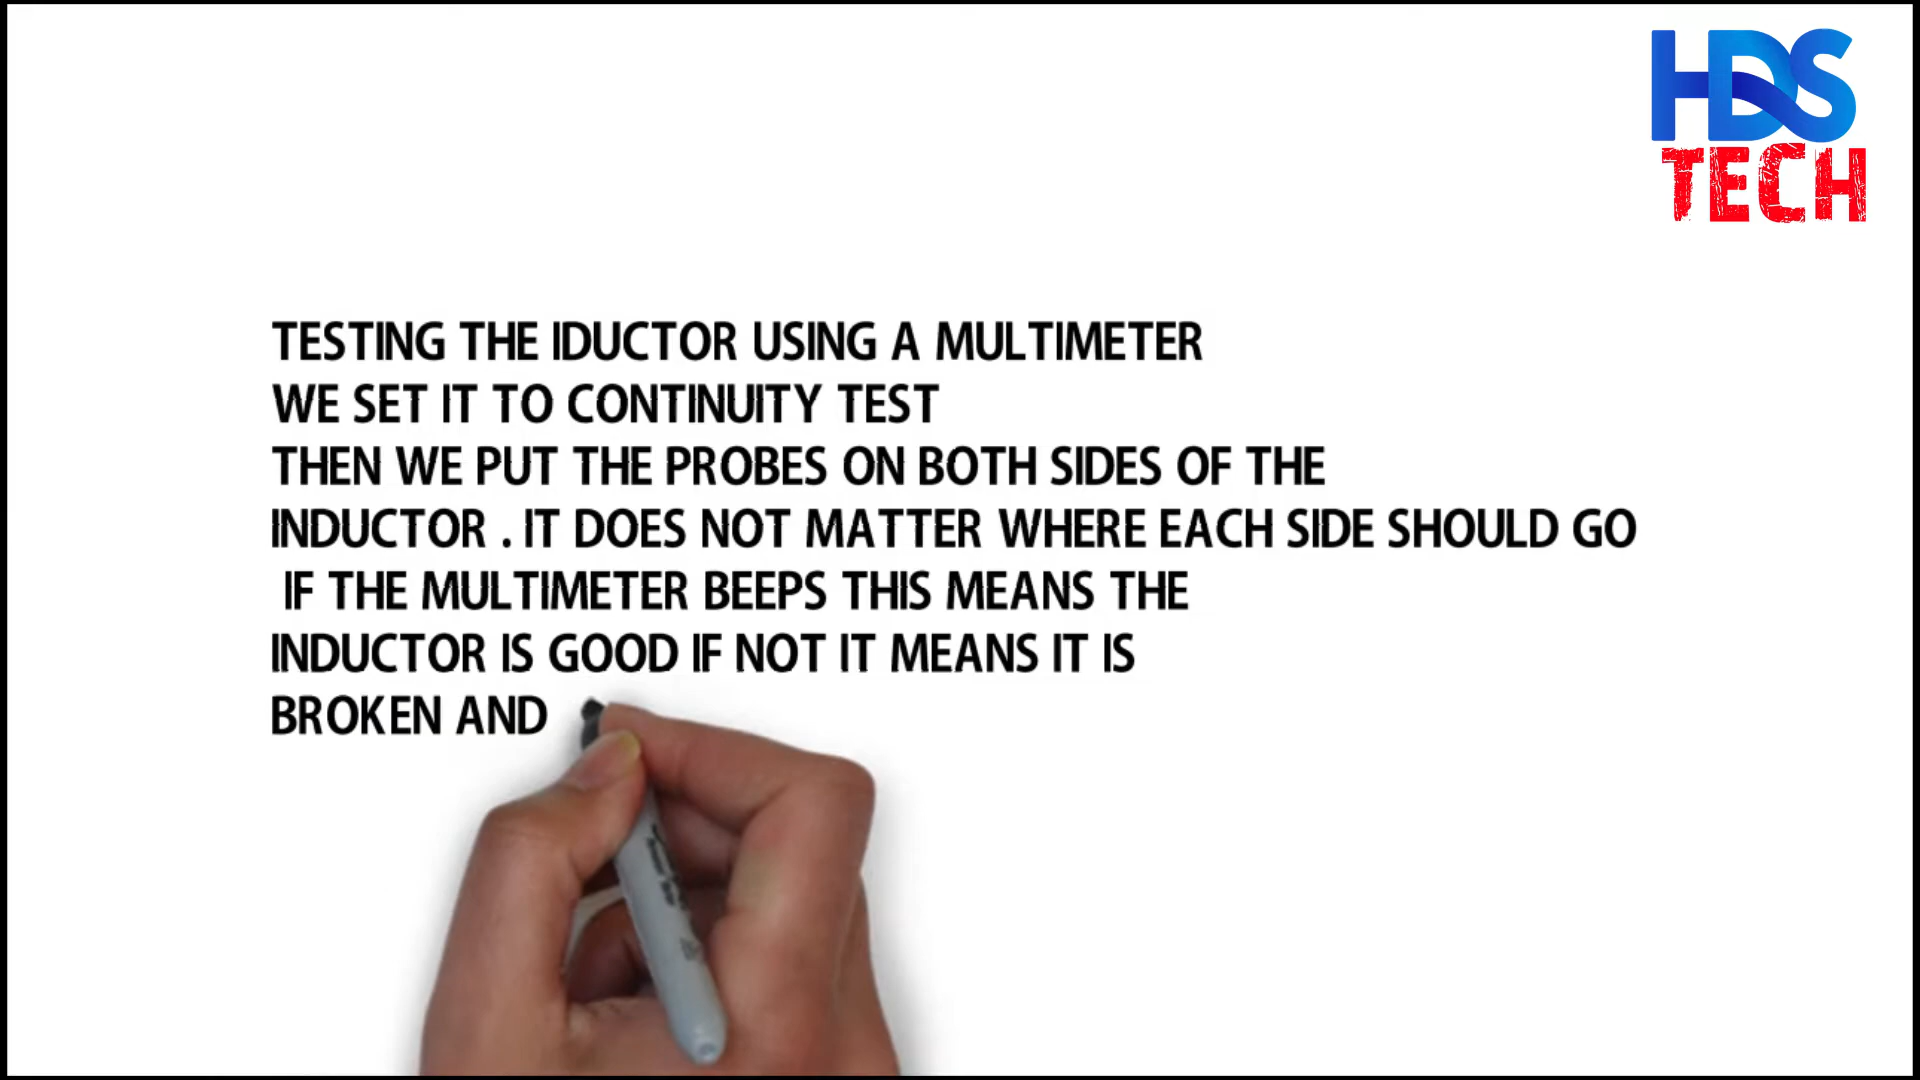 HDS
TECH
TESTING THE IDUCTOR USING A MULTIMETER
WE SET IT TO CONTINUITY TEST
THEN WE PUT THE PROBES ON BOTH SIDES OF THE
INDUCTOR . IT DOES NOT MATTER WHERE EACH SIDE SHOULD GO
IF THE MULTIMETER BEEPS THIS MEANS THE
INDUCTOR IS GOOD IF NOT IT MEANS IT IS
BROKEN AND